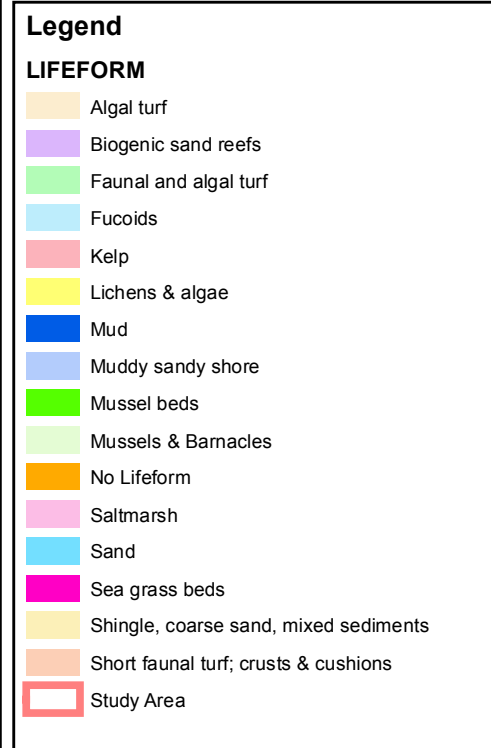 Legend
LIFEFORM
Algal turf
Biogenic sand reefs
Faunal and algal turf
Fucoids
Kelp
Lichens & algae
Mud
Muddy sandy shore
Mussel beds
Mussels & Barnacles
No Lifeform
Saltmarsh
Sand
Sea grass beds
Shingle, coarse sand, mixed sediments
Short faunal turf; crusts & cushions
Study Area